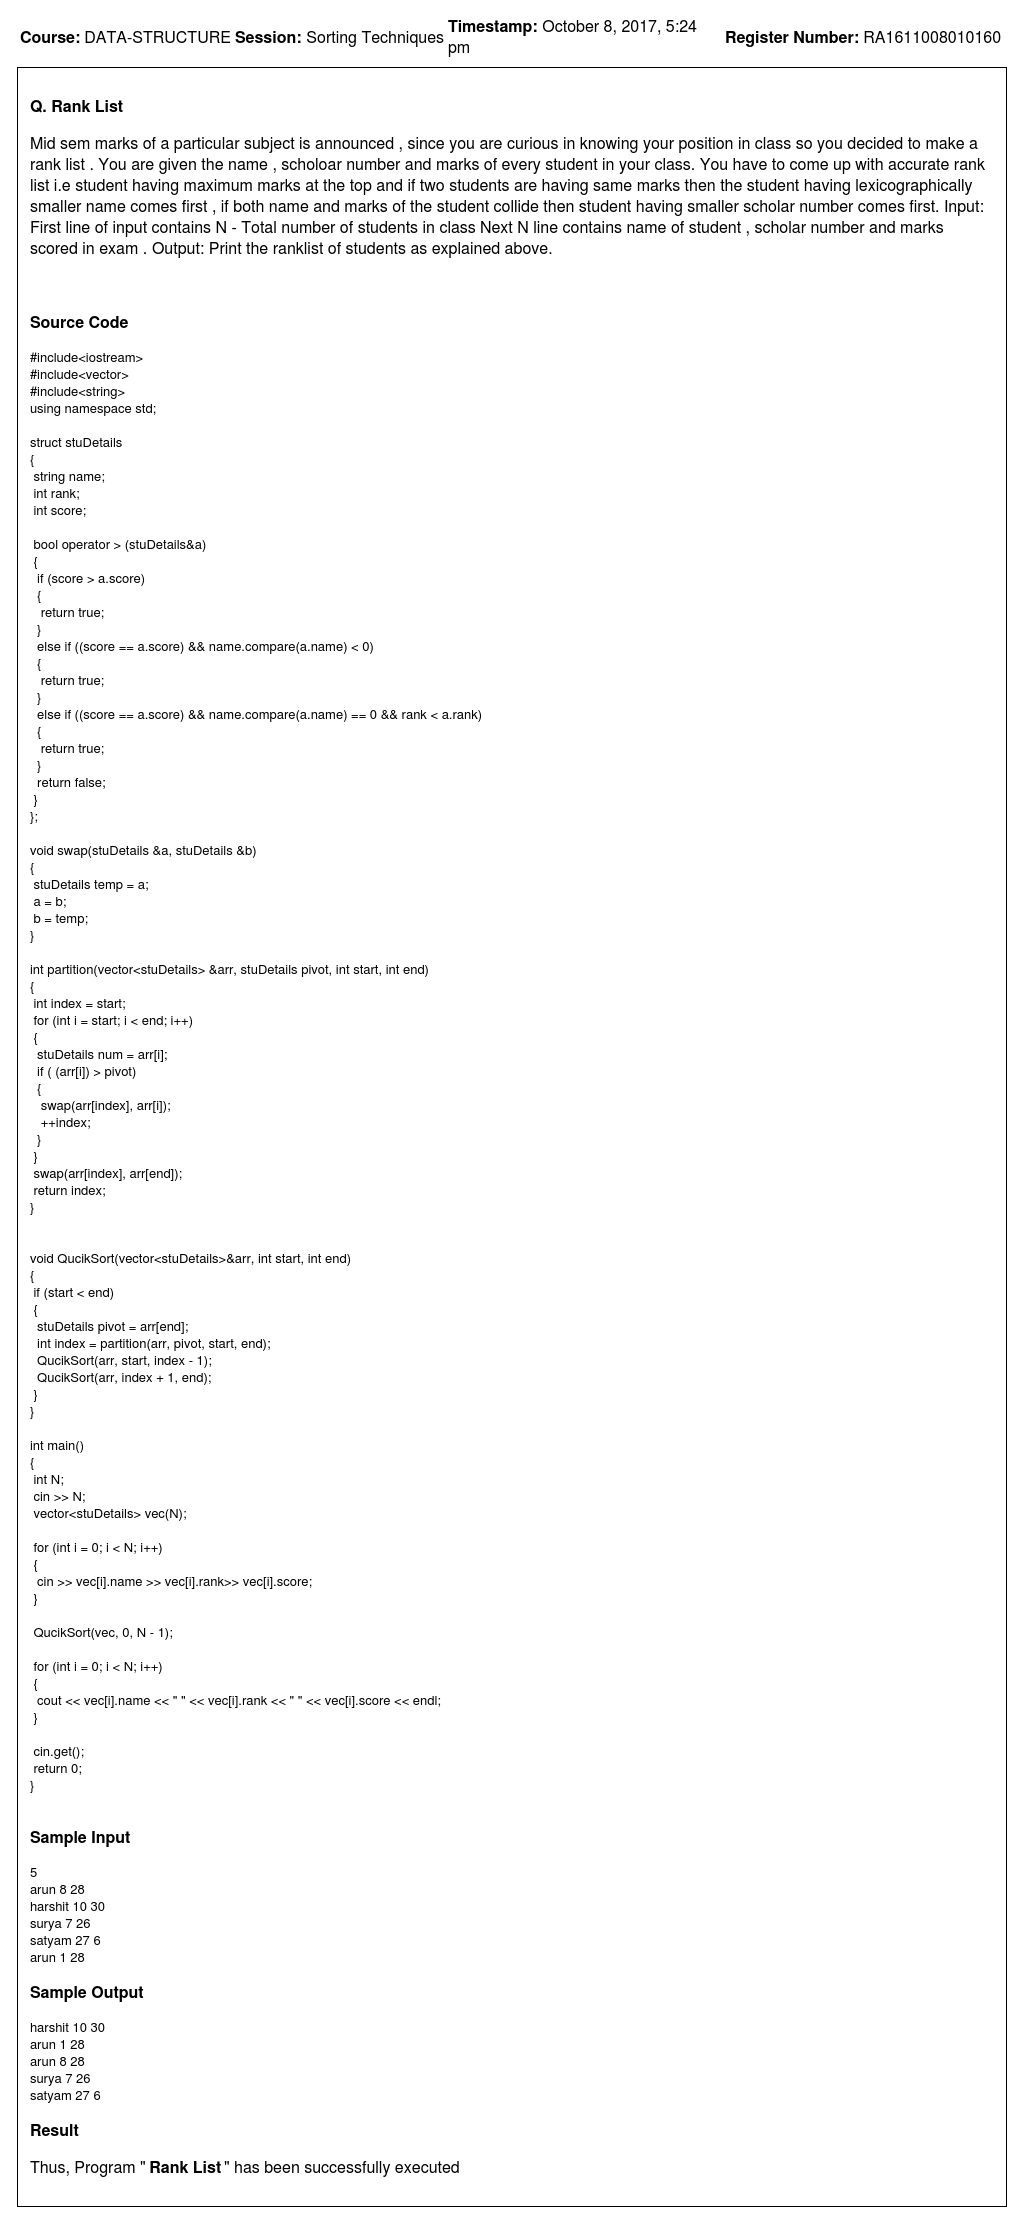 Course: DATA-STRUCTURE Session: Sorting Techniques Timestamp: October 8, 2017, 5:24 pm Register Number: RA1611008010160
Q. Rank List
Mid sem marks of a particular subject is announced , since you are curious in knowing your position in class so you decided to make a
rank list . You are given the name , scholoar number and marks of every student in your class. You have to come up with accurate rank
list i.e student having maximum marks at the top and if two students are having same marks then the student having lexicographically
smaller name comes first , if both name and marks of the student collide then student having smaller scholar number comes first. Input:
First line of input contains N - Total number of students in class Next N line contains name of student , scholar number and marks
scored in exam . Output: Print the ranklist of students as explained above.
Source Code
#include<iostream>
#include<vector>
#include<string>
using namespace std;
struct stuDetails
{
string name;
int rank;
int score;
bool operator > (stuDetails&a)
{
if (score > a.score)
{
return true;
}
else if ((score == a.score) && name.compare(a.name) < 0)
{
return true;
}
else if ((score == a.score) && name.compare(a.name) == 0 && rank < a.rank)
{
return true;
}
return false;
}
};
void swap(stuDetails &a, stuDetails &b)
{
stuDetails temp = a;
a = b;
b = temp;
}
int partition(vector<stuDetails> &arr, stuDetails pivot, int start, int end)
{
int index = start;
for (int i = start; i < end; i++)
{
stuDetails num = arr[i];
if ( (arr[i]) > pivot)
{
swap(arr[index], arr[i]);
++index;
}
}
swap(arr[index], arr[end]);
return index;
}
void QucikSort(vector<stuDetails>&arr, int start, int end)
{
if (start < end)
{
stuDetails pivot = arr[end];
int index = partition(arr, pivot, start, end);
QucikSort(arr, start, index - 1);
QucikSort(arr, index + 1, end);
}
}
int main()
{
int N;
cin >> N;
vector<stuDetails> vec(N);
for (int i = 0; i < N; i++)
{
cin >> vec[i].name >> vec[i].rank>> vec[i].score;
}
QucikSort(vec, 0, N - 1);
for (int i = 0; i < N; i++)
{
cout << vec[i].name << " " << vec[i].rank << " " << vec[i].score << endl;
}
cin.get();
return 0;
}
Sample Input
5
arun 8 28
harshit 10 30
surya 7 26
satyam 27 6
arun 1 28
Sample Output
harshit 10 30
arun 1 28
arun 8 28
surya 7 26
satyam 27 6
Result
Thus, Program " Rank List " has been successfully executed